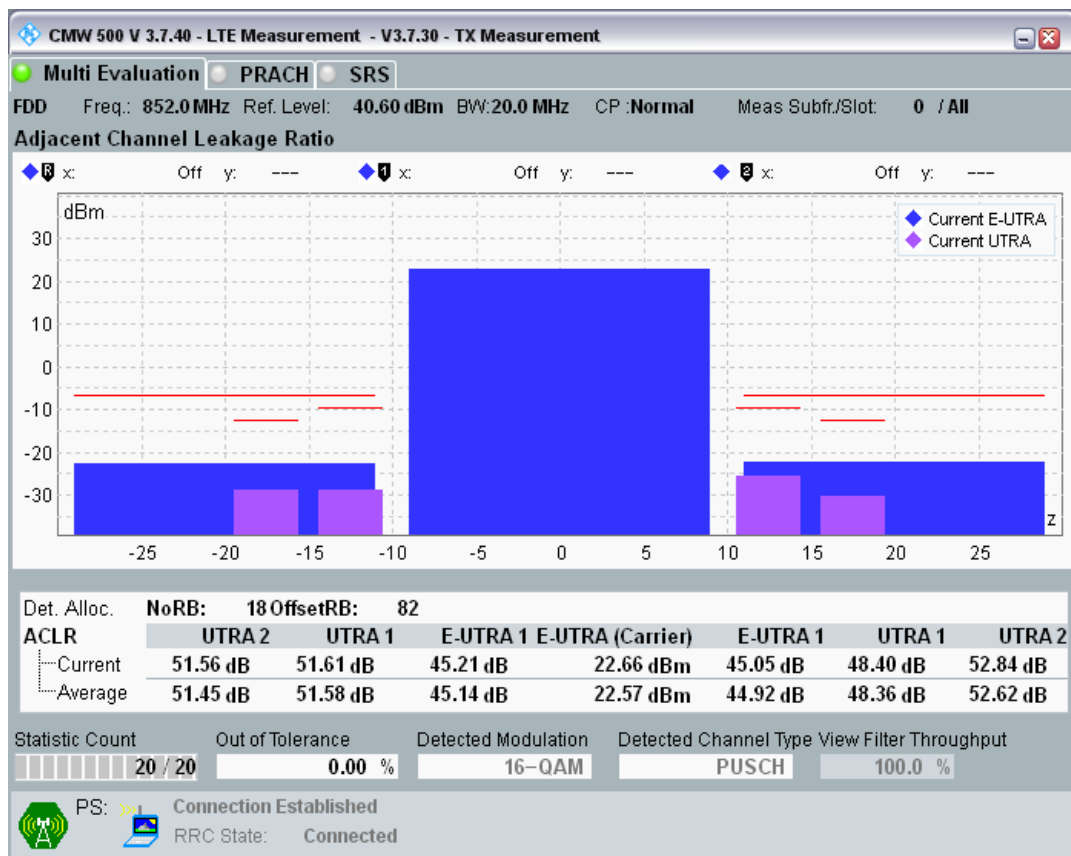 CMW 500 V 3.7.40 - LTE Measurement - V3.7.30 - TX Measurement
Multi Evaluation PRACH SRS
FDD Freq.: 852.0 MHz Ref. Level: 40.60 dBm BW:20.0 MHz CP :Normal Meas Subfr./Slot: 0 / All
Adjacent Channel Leakage Ratio
R x: Off y: --- 1 x: Off y: --- 2 x: Off y: ---
dBm
Current E-UTRA
Current UTRA
30
20
10
0
-10
-20
-30
z
-25 -20 -15 -10 -5 0 5 10 15 20 25
Det. Alloc. NoRB: 18 OffsetRB: 82
ACLR UTRA 2 UTRA 1 E-UTRA 1 E-UTRA (Carrier) E-UTRA 1 UTRA 1 UTRA 2
Current 51.56 dB 51.61 dB 45.21 dB 22.66 dBm 45.05 dB 48.40 dB 52.84 dB
Average 51.45 dB 51.58 dB 45.14 dB 22.57 dBm 44.92 dB 48.36 dB 52.62 dB
Statistic Count Out of Tolerance Detected Modulation Detected Channel Type View Filter Throughput
20 / 20 0.00 % 16-QAM PUSCH 100.0 %
PS: Connection Established
RRC State: Connected